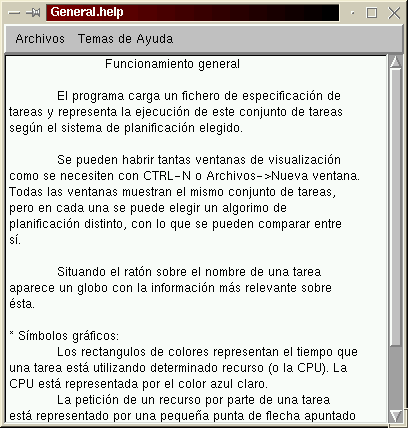 General.help
Archivos Temas de Ayuda
Funcionamiento general
El programa carga un fichero de especificación de
tareas y representa la ejecución de este conjunto de tareas
según el sistema de planificación elegido.
Se pueden habrir tantas ventanas de visualización
como se necesiten con CTRL-N o Archivos->Nueva ventana.
Todas las ventanas muestran el mismo conjunto de tareas,
pero en cada una se puede elegir un algorimo de
planificación distinto, con lo que se pueden comparar entre
sí.
Situando el ratón sobre el nombre de una tarea
aparece un globo con la información más relevante sobre
ésta.
* Símbolos gráficos:
Los rectangulos de colores representan el tiempo que
una tarea está utilizando determinado recurso (o la CPU). La
CPU está representada por el color azul claro.
La petición de un recurso por parte de una tarea
está representado por una pequeña punta de flecha apuntado